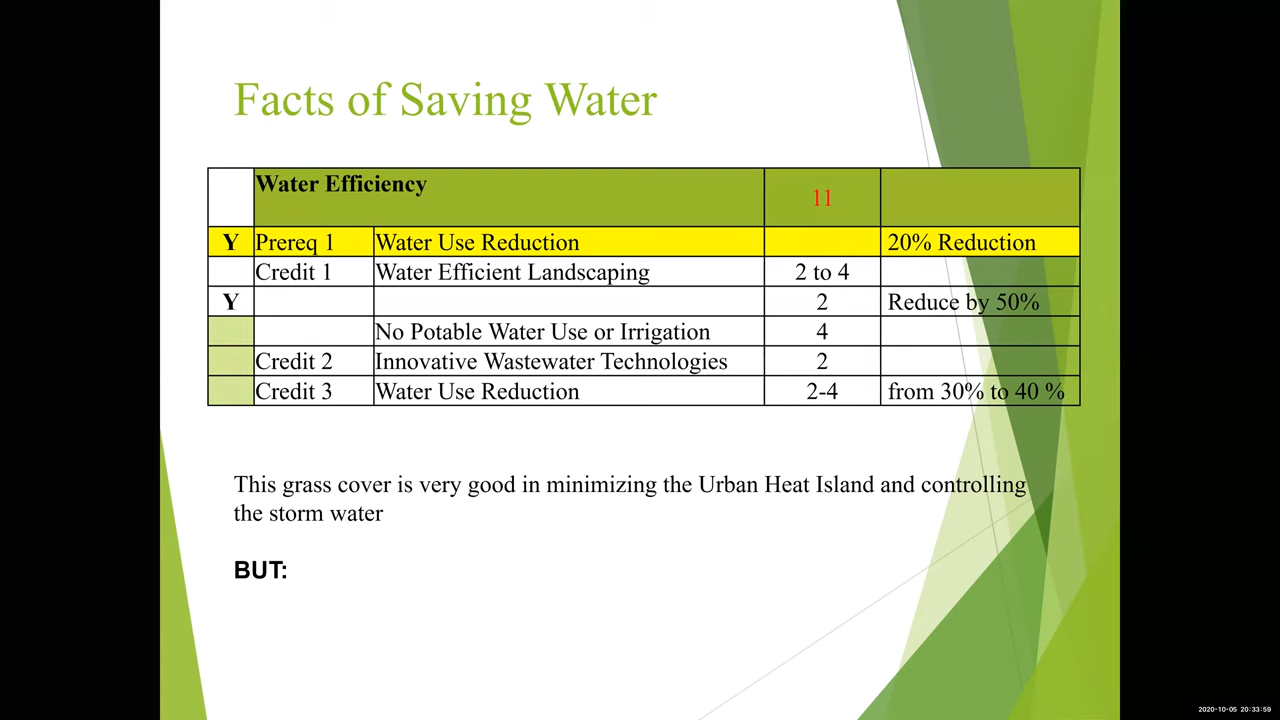 Facts of Saving Water
Water Efficiency 11
Y Prereq 1 Water Use Reduction 20% Reduction
Credit 1 Water Efficient Landscaping 2 to 4
Y 2 Reduce by 50%
No Potable Water Use or Irrigation 4
Credit 2 Innovative Wastewater Technologies 2
Credit 3 Water Use Reduction 2-4 from 30% to 40 %
This grass cover is very good in minimizing the Urban Heat Island and controlling
the storm water
BUT:
2020-10-05 20:33:59